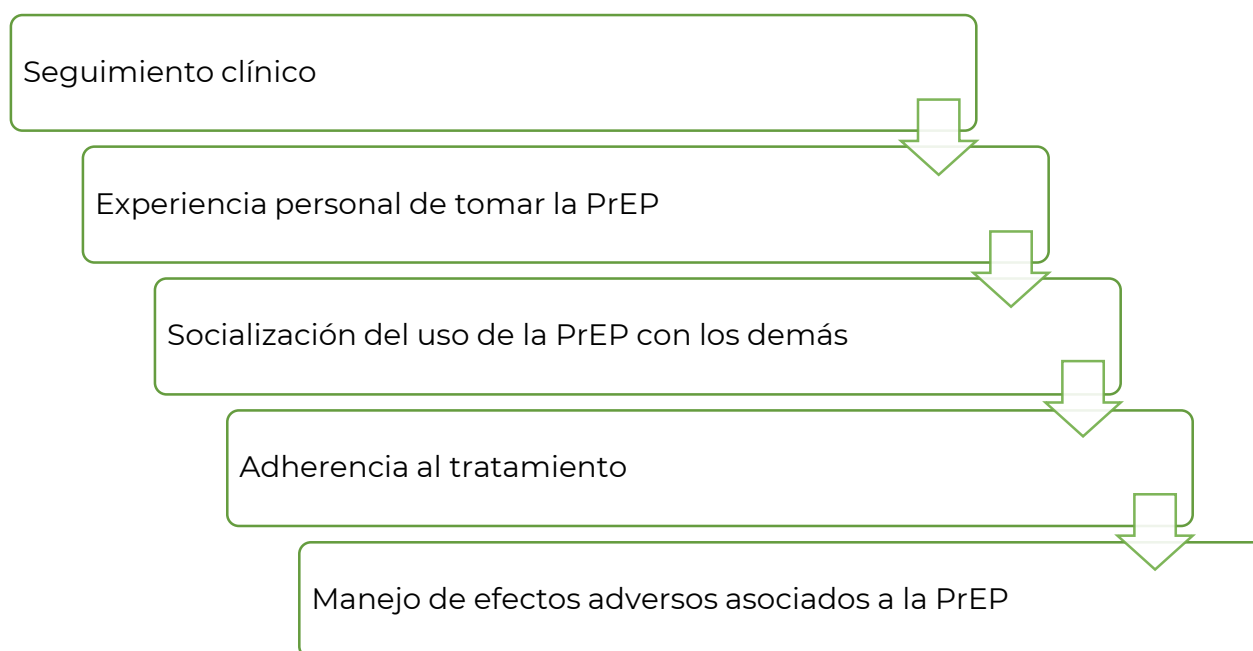 Seguimiento clínico
Experiencia personal de tomar la PrEP
Socialización del uso de la PrEP con los demás
Adherencia al tratamiento
Manejo de efectos adversos asociados a la PrEP